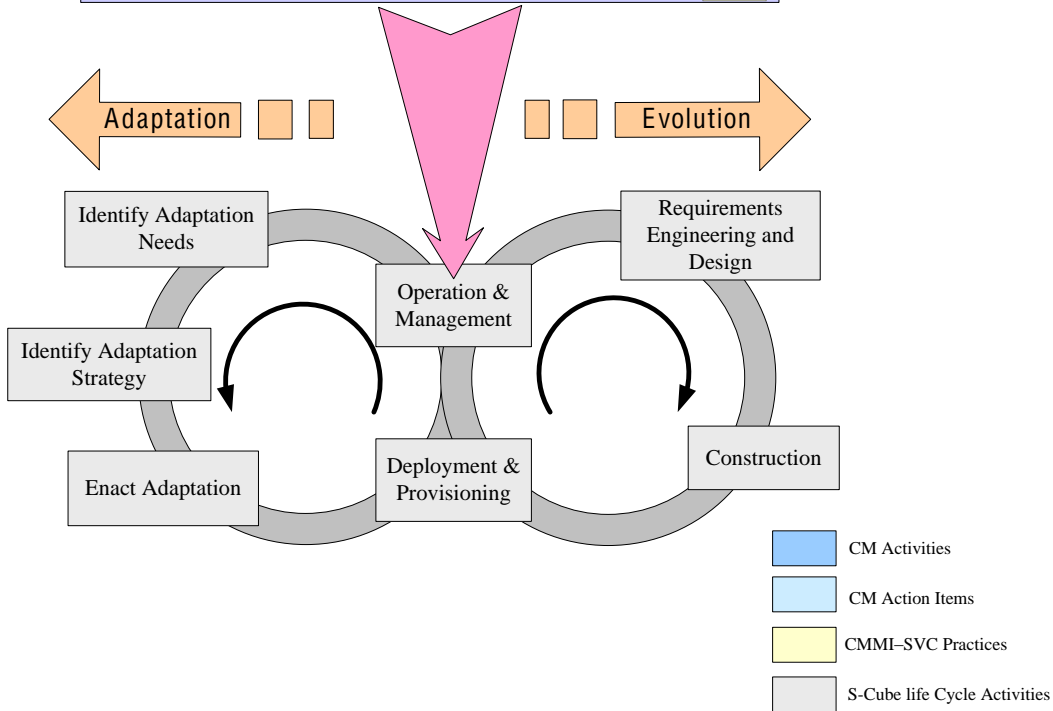 Adaptation
Evolution
Identify Adaptation
Needs
Requirements
Engineering and
Design
Operation &
Management
Identify Adaptation
Strategy
Enact Adaptation
Deployment &
Provisioning
Construction
CM Activities
CM Action Items
CMMI–SVC Practices
S-Cube life Cycle Activities